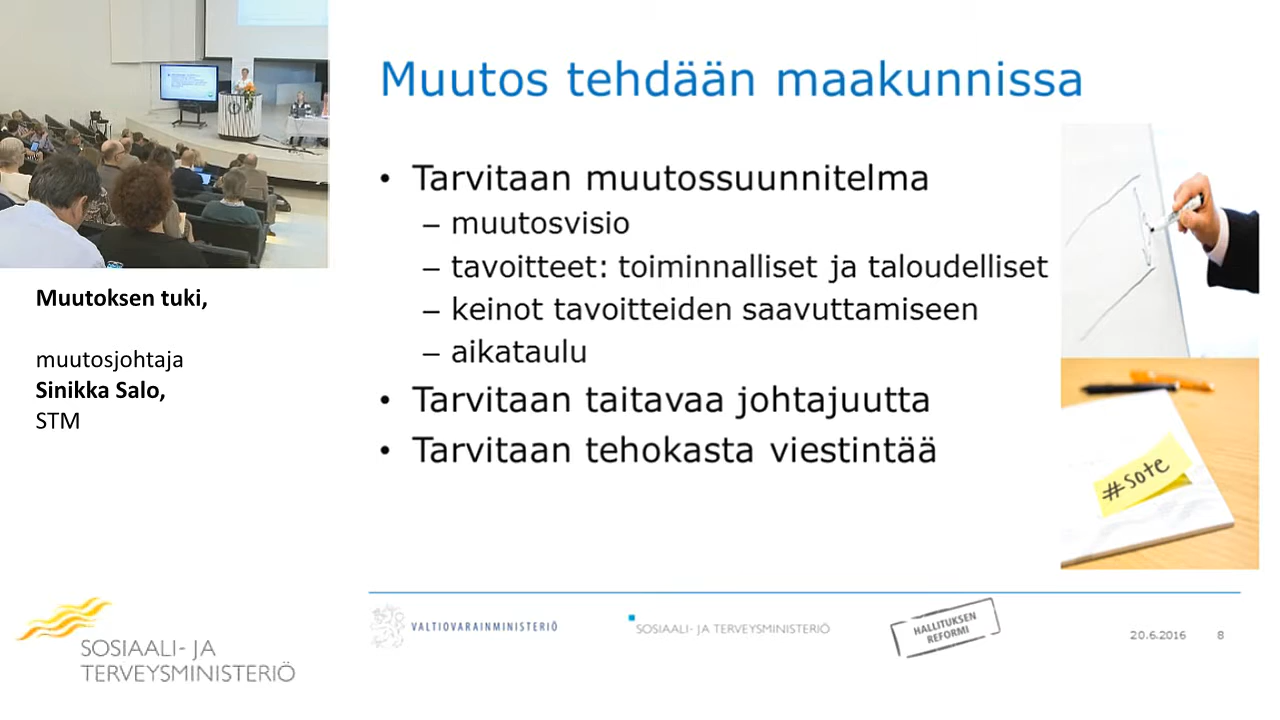 Muutos tehdään maakunnissa
• Tarvitaan muutossuunnitelma
– muutosvisio
– tavoitteet: toiminnalliset ja taloudelliset
– keinot tavoitteiden saavuttamiseen
– aikataulu
• Tarvitaan taitavaa johtajuutta
• Tarvitaan tehokasta viestintää
#sote
Muutoksen tuki,
muutosjohtaja
Sinikka Salo,
STM
SOSIAALI- JA
TERVEYSMINISTERIÖ
VALTIOVARAINMINISTERIÖ
SOSIAALI- JA TERVEYSMINISTERIÖ
HALLITUKSEN
REFORMI
20.6.2016
8